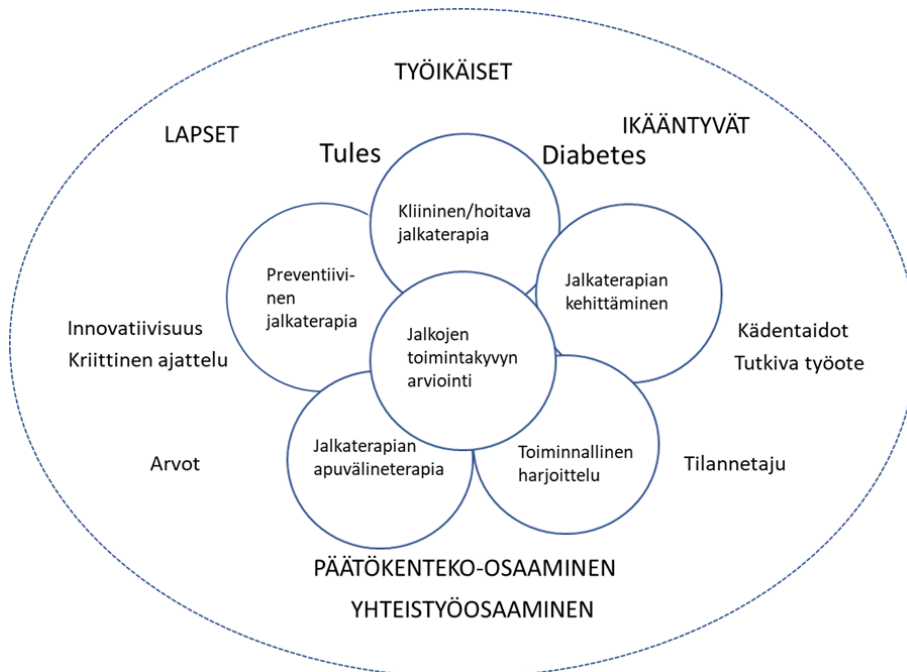 TYÖIKÄISET
LAPSET
IKÄÄNTYVÄT
Tules
Diabetes
Kliininen/hoitava
jalkaterapia
Preventiivi-
nen
jalkaterapia
Jalkaterapian
kehittäminen
Innovatiivisuus
Kriittinen ajattelu
Jalkojen
toimintakyvyn
arviointi
Kädentaidot
Tutkiva työote
Arvot
Jalkaterapian
apuvälineterapia
Toiminnallinen
harjoittelu
Tilannetaju
PÄÄTÖKENTEKO-OSAAMINEN
YHTEISTYÖOSAAMINEN